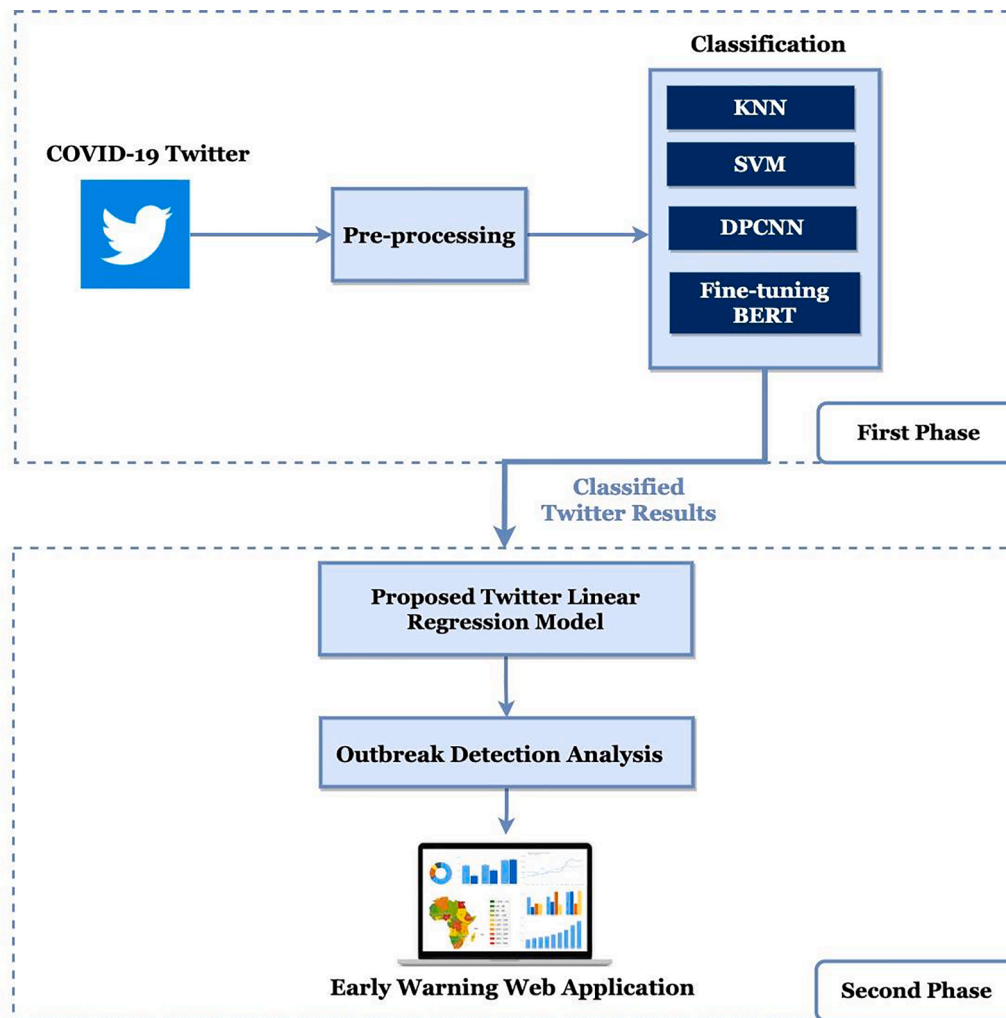 Classification
KNN
SVM
DPCNN
Fine-tuning
BERT
COVID-19 Twitter
Pre-processing
First Phase
Classified
Twitter Results
Proposed Twitter Linear
Regression Model
Outbreak Detection Analysis
Early Warning Web Application
Second Phase